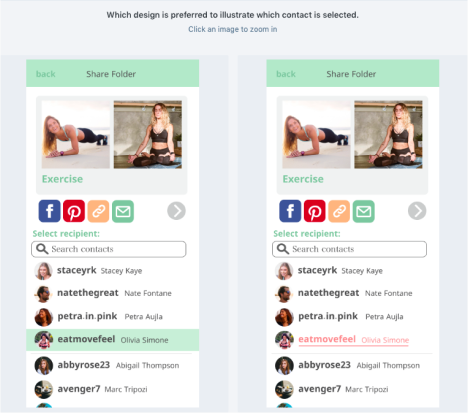 Which design is preferred to illustrate which contact is selected.
Click an image to zoom in
back Share Folder
Exercise
Select recipient:
Search contacts
staceyrk Stacey Kaye
natethegreat Nate Fontane
petra.in.pink Petra Aujla
eatmovefeel Olivia Simone
abbyrose23 Abigail Thompson
avenger7 Marc Tripozi
back Share Folder
Exercise
Select recipient:
Search contacts
staceyrk Stacey Kaye
natethegreat Nate Fontane
petra.in.pink Petra Aujla
eatmovefeel Olivia Simone
abbyrose23 Abigail Thompson
avenger7 Marc Tripozi